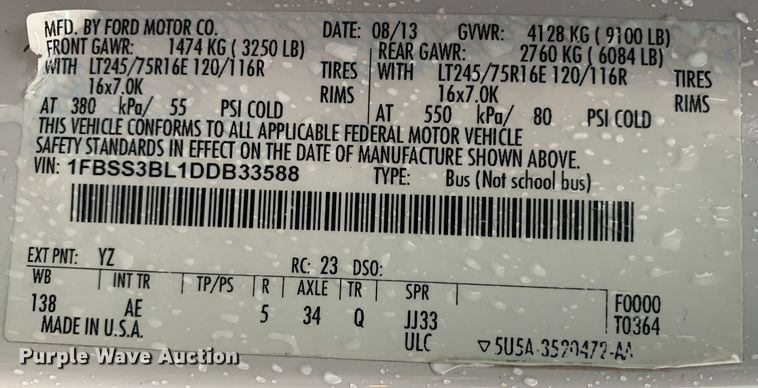 MFD. BY FORD MOTOR CO. DATE: 08/13 GVWR: 4128 KG ( 9100 LB)
FRONT GAWR: 1474 KG ( 3250 LB) REAR GAWR: 2760 KG ( 6084 LB)
WITH LT245/75R16E 120/116R TIRES WITH LT245/75R16E 120/116R TIRES
16x7.0K RIMS 16x7.0K RIMS
AT 380 kPa/ 55 PSI COLD AT 550 kPa/ 80 PSI COLD
THIS VEHICLE CONFORMS TO ALL APPLICABLE FEDERAL MOTOR VEHICLE
SAFETY STANDARDS IN EFFECT ON THE DATE OF MANUFACTURE SHOWN ABOVE.
VIN: 1FBSS3BL1DDB33588 TYPE: Bus (Not school bus)
EXT PNT: YZ RC: 23 DSO:
WB INT TR TP/PS R AXLE TR SPR F0000
138 AE 5 34 Q JJ33 T0364
MADE IN U.S.A. ULC ▽ 5U5A-3520472-AA
Purple Wave Auction